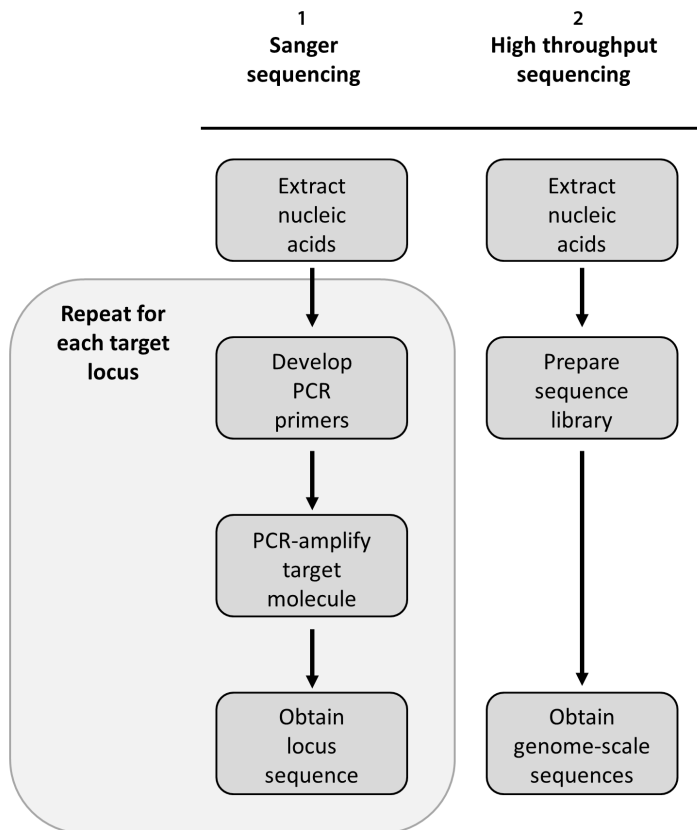 1
Sanger
sequencing
2
High throughput
sequencing
Extract
nucleic
acids
Extract
nucleic
acids
Repeat for
each target
locus
Develop
PCR
primers
Prepare
sequence
library
PCR-amplify
target
molecule
Obtain
locus
sequence
Obtain
genome-scale
sequences